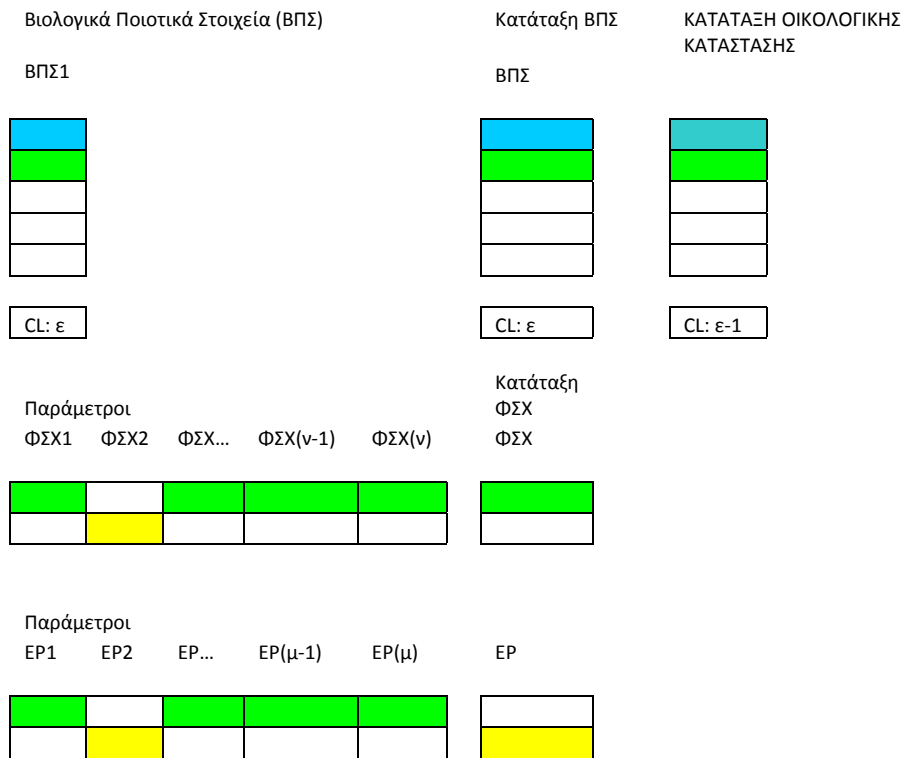 Βιολογικά Ποιοτικά Στοιχεία (ΒΠΣ)
Κατάταξη ΒΠΣ
ΚΑΤΑΤΑΞΗ ΟΙΚΟΛΟΓΙΚΗΣ
ΚΑΤΑΣΤΑΣΗΣ
ΒΠΣ1
ΒΠΣ
CL: ε
CL: ε
CL: ε-1
Παράμετροι
Κατάταξη
ΦΣΧ
ΦΣΧ1 ΦΣΧ2 ΦΣΧ... ΦΣΧ(ν-1) ΦΣΧ(ν) ΦΣΧ
Παράμετροι
ΕΡ1 ΕΡ2 ΕΡ... ΕΡ(μ-1) ΕΡ(μ) ΕΡ